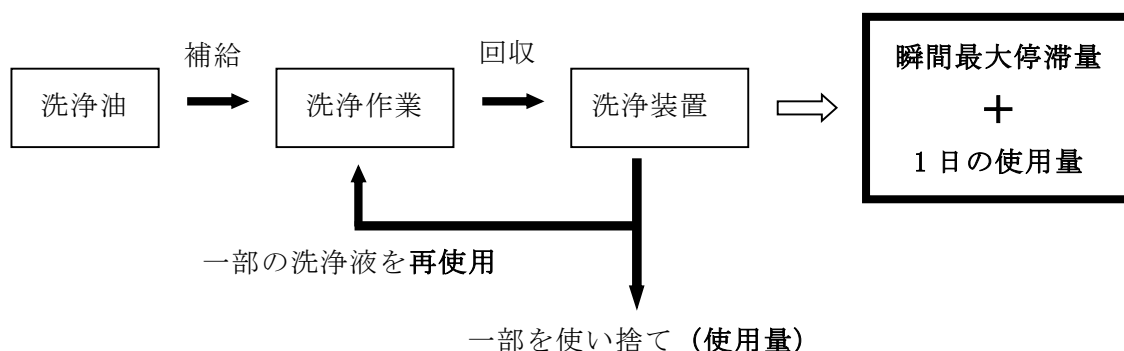 補給
回収
洗浄油
洗浄作業
洗浄装置
瞬間最大停滞量
+
1日の使用量
一部の洗浄液を再使用
一部を使い捨て（使用量）